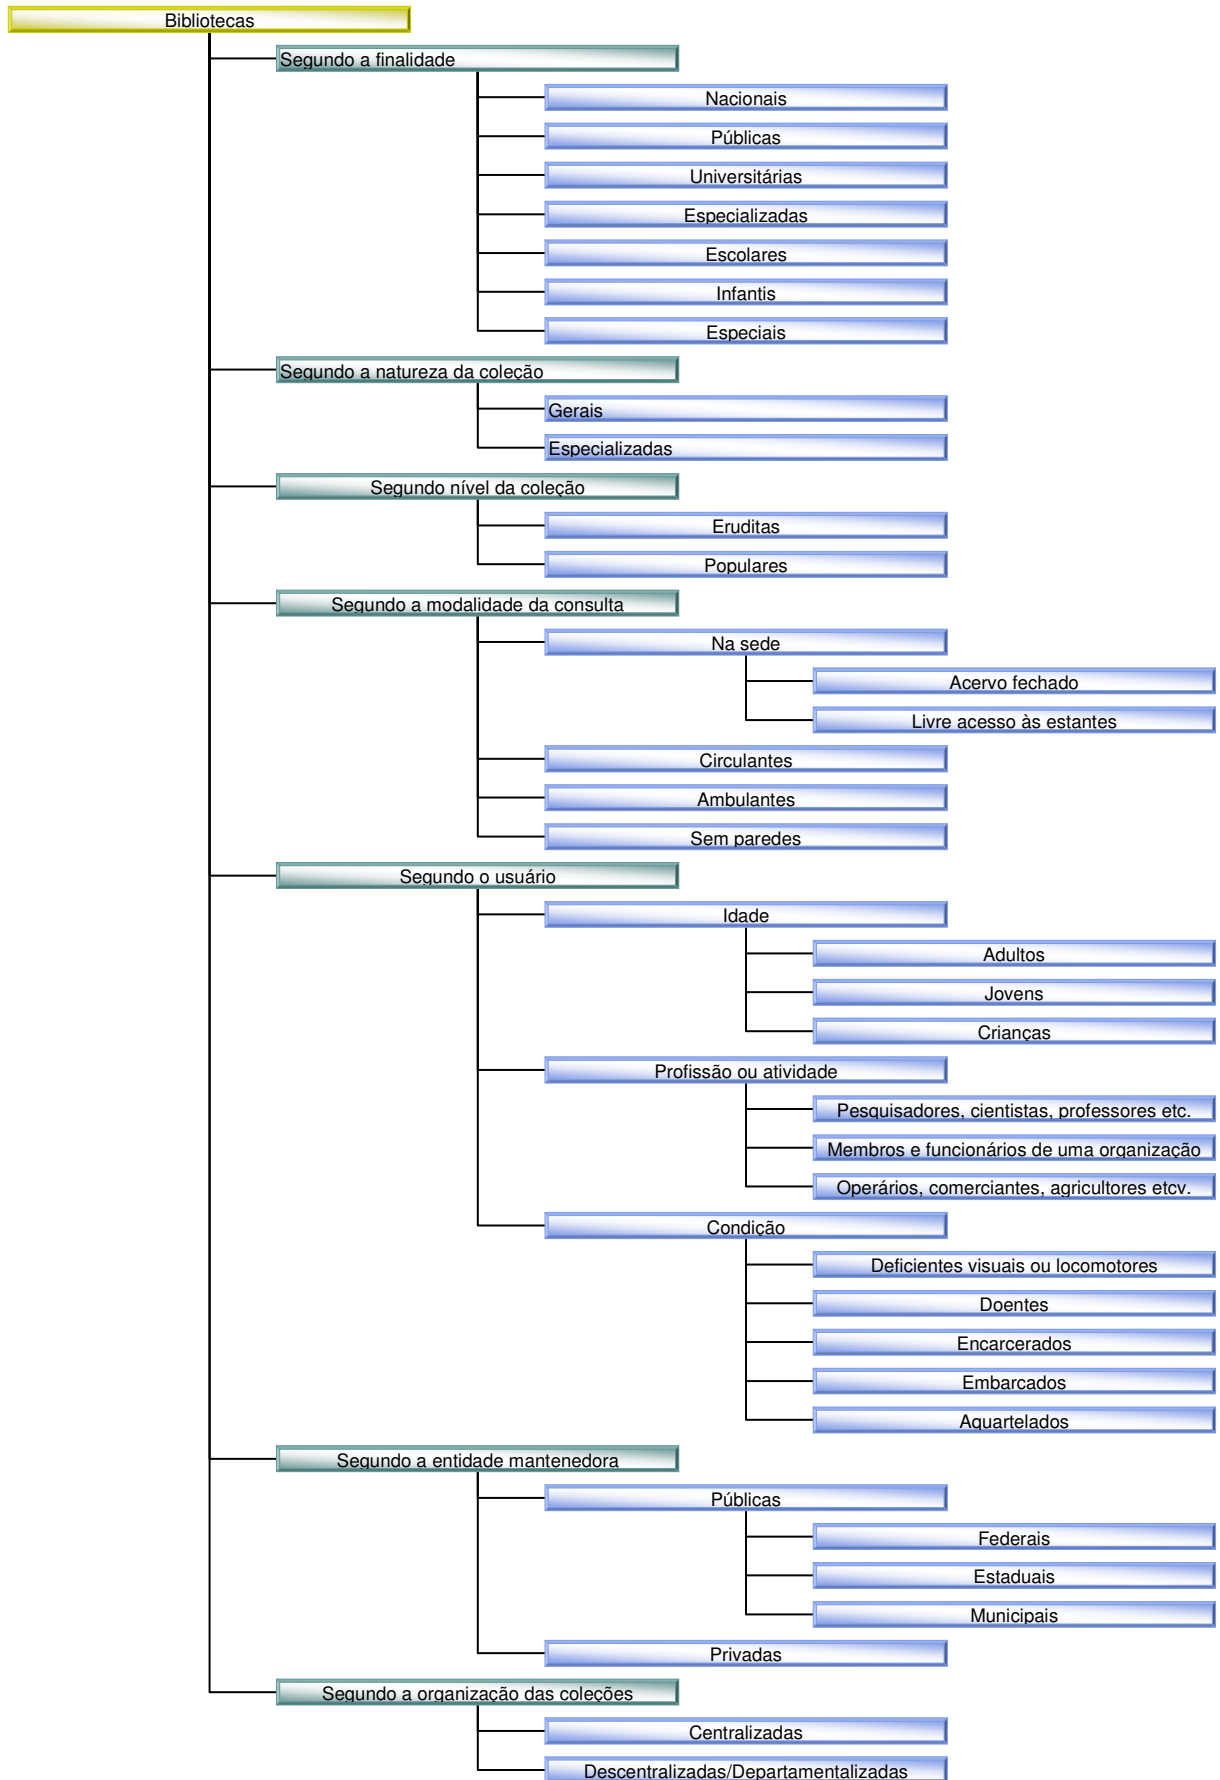 Bibliotecas
Segundo a finalidade
Nacionais
Públicas
Universitárias
Especializadas
Escolares
Infantis
Especiais
Segundo a natureza da coleção
Gerais
Especializadas
Segundo nível da coleção
Eruditas
Populares
Segundo a modalidade da consulta
Na sede
Acervo fechado
Livre acesso às estantes
Circulantes
Ambulantes
Sem paredes
Segundo o usuário
Idade
Adultos
Jovens
Crianças
Profissão ou atividade
Pesquisadores, cientistas, professores etc.
Membros e funcionários de uma organização
Operários, comerciantes, agricultores etcv.
Condição
Deficientes visuais ou locomotores
Doentes
Encarcerados
Embarcados
Aquartelados
Segundo a entidade mantenedora
Públicas
Federais
Estaduais
Municipais
Privadas
Segundo a organização das coleções
Centralizadas
Descentralizadas/Departamentalizadas